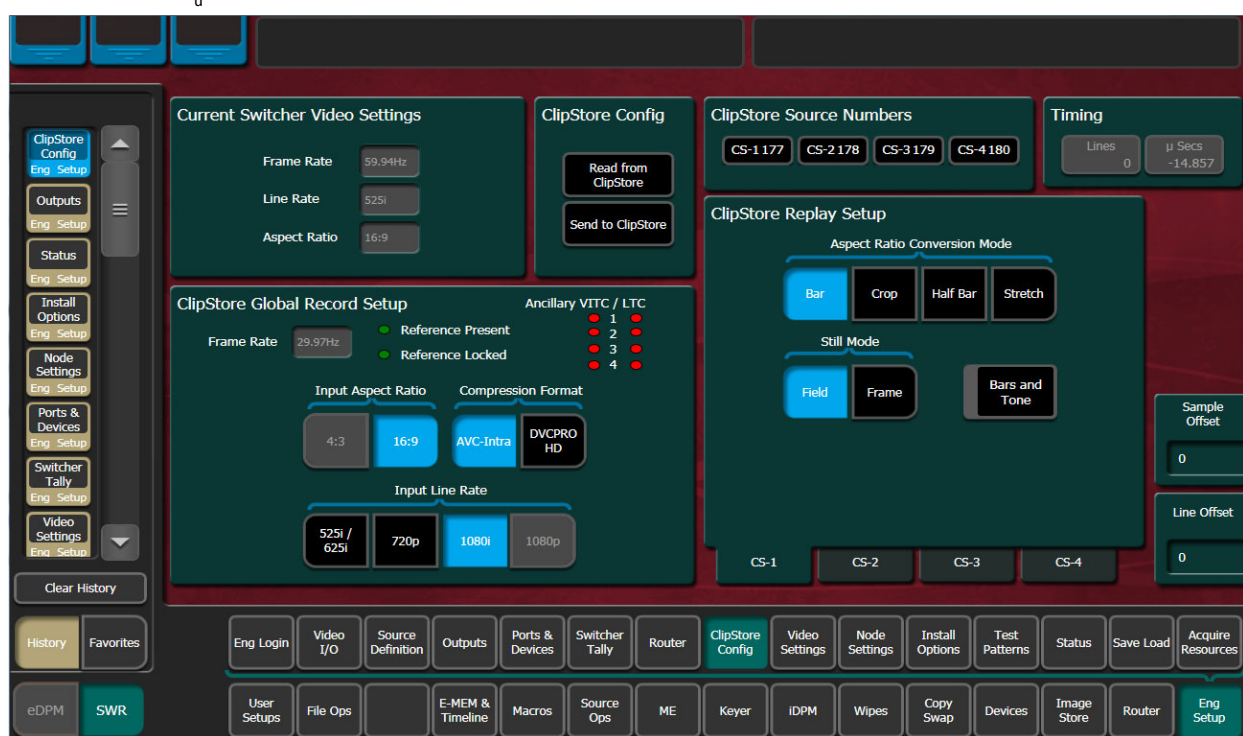 u
ClipStore
Config
Eng Setup
Outputs
Eng Setup
Status
Eng Setup
Install
Options
Eng Setup
Node
Settings
Eng Setup
Ports &
Devices
Eng Setup
Switcher
Tally
Eng Setup
Video
Settings
Eng Setup
Clear History
History
Favorites
eDPM
SWR
Current Switcher Video Settings
Frame Rate
59.94Hz
Line Rate
525i
Aspect Ratio
16:9
ClipStore Config
Read from
ClipStore
Send to ClipStore
ClipStore Source Numbers
CS-1 177
CS-2 178
CS-3 179
CS-4 180
Timing
Lines
0
µ Secs
-14.857
ClipStore Global Record Setup
Frame Rate
29.97Hz
Reference Present
Reference Locked
Ancillary VITC / LTC
1
2
3
4
Input Aspect Ratio
4:3
16:9
Compression Format
AVC-Intra
DVCPRO
HD
Input Line Rate
525i /
625i
720p
1080i
1080p
ClipStore Replay Setup
Aspect Ratio Conversion Mode
Bar
Crop
Half Bar
Stretch
Still Mode
Field
Frame
Bars and
Tone
CS-1
CS-2
CS-3
CS-4
Sample
Offset
0
Line Offset
0
Eng Login
Video
I/O
Source
Definition
Outputs
Ports &
Devices
Switcher
Tally
Router
ClipStore
Config
Video
Settings
Node
Settings
Install
Options
Test
Patterns
Status
Save Load
Acquire
Resources
User
Setups
File Ops
E-MEM &
Timeline
Macros
Source
Ops
ME
Keyer
iDPM
Wipes
Copy
Swap
Devices
Image
Store
Router
Eng
Setup